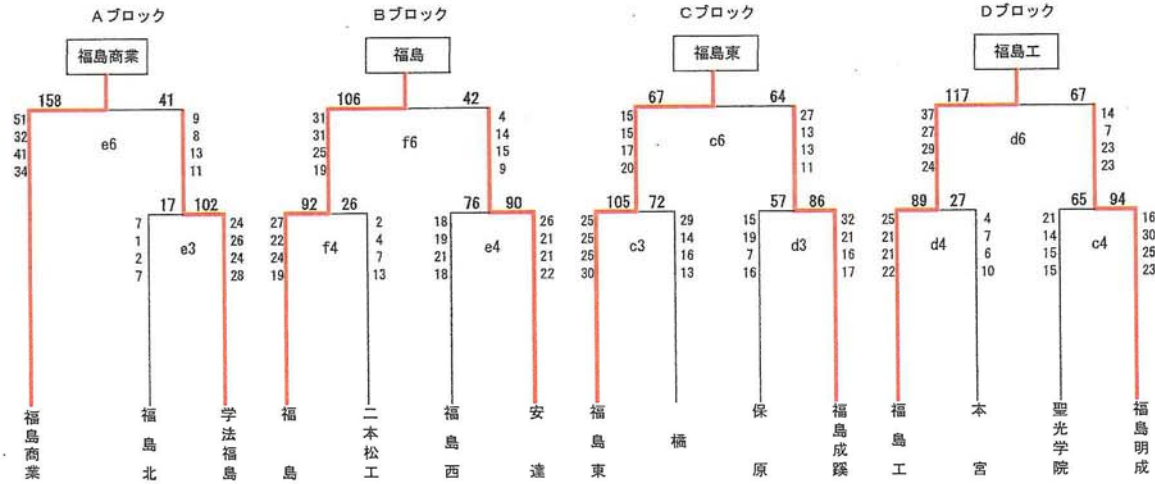 Aブロック
Bブロック
Cブロック
Dブロック
福島商業
福島
福島東
福島工
158 41
106 42
67 64
117 67
51 9
32 8
41 13
34 11
e6
31 4
31 14
25 15
19 9
f6
15 27
15 13
17 13
20 11
c6
37 14
27 7
29 23
24 23
d6
17 102
92 26
76 90
105 72
57 86
89 27
65 94
7 24
1 26
2 24
7 28
e3
27 2
22 4
24 7
19 13
f4
18 26
19 21
21 21
18 22
e4
25 29
25 14
25 16
30 13
c3
15 32
19 21
7 16
16 17
d3
25 4
21 7
21 6
22 10
d4
21 16
14 30
15 25
15 23
c4
福島商業
福島北
学法福島
福島
二本松工
福島西
安達
福島東
橘
保原
福島成蹊
福島工
本宮
聖光学院
福島明成